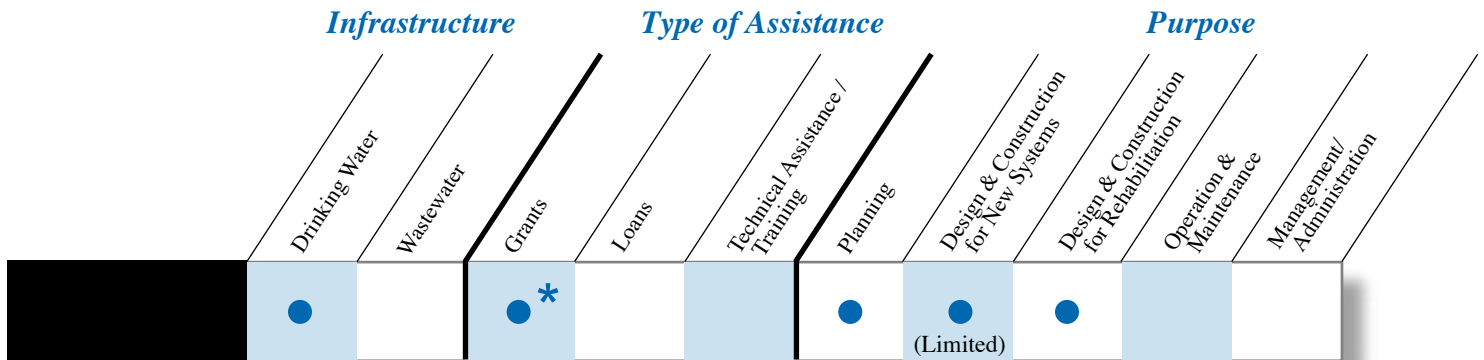 Infrastructure
Type of Assistance
Purpose
Drinking Water
Wastewater
Grants
Loans
Technical Assistance /
Training
Planning
Design & Construction
for New Systems
Design & Construction
for Rehabilitation
Operation &
Maintenance
Management/
Administration
*
(Limited)